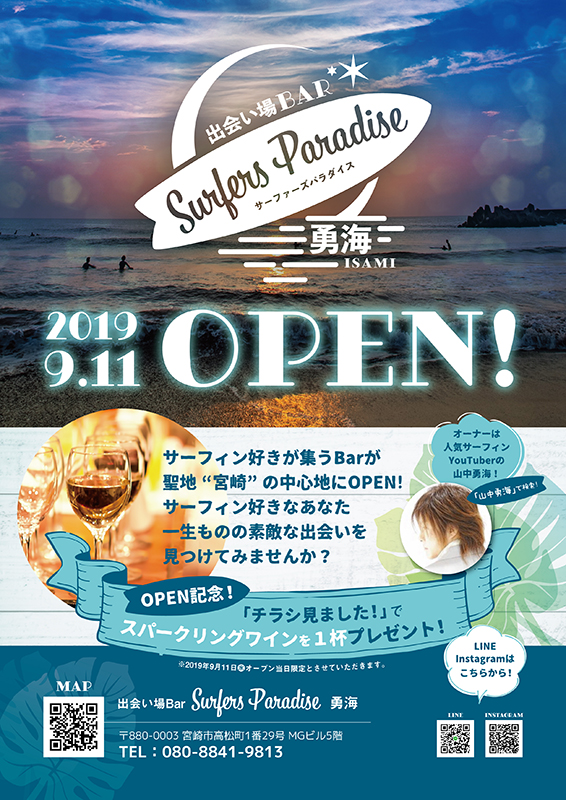 出会い場BAR
Surfers Paradise
サーファーズパラダイス
勇海
ISAMI
2019
9.11
OPEN!
サーフィン好きが集うBarが
聖地“宮崎”の中心地にOPEN!
サーフィン好きなあなた
一生ものの素敵な出会いを
見つけてみませんか？
オーナーは
人気サーフィン
YouTuberの
山中勇海！
「山中勇海」で検索！
OPEN記念！
「チラシ見ました！」で
スパークリングワインを1杯プレゼント！
※2019年9月11日㊌オープン当日限定とさせていただきます。
LINE
Instagramは
こちらから！
MAP
出会い場Bar Surfers Paradise 勇海
〒880-0003 宮崎市高松町1番29号 MGビル5階
TEL：080-8841-9813
LINE
INSTAGRAM